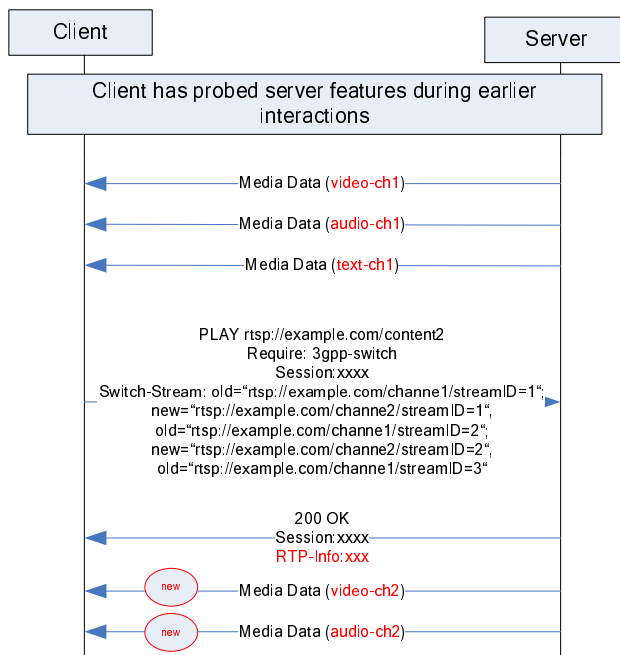 Client
Server
Client has probed server features during earlier
interactions
Media Data (video-ch1)
Media Data (audio-ch1)
Media Data (text-ch1)
PLAY rtsp://example.com/content2
Require: 3gpp-switch
Session:xxxx
Switch-Stream: old=“rtsp://example.com/channe1/streamID=1“;
new=“rtsp://example.com/channe2/streamID=1“,
old=“rtsp://example.com/channe1/streamID=2“;
new=“rtsp://example.com/channe2/streamID=2“,
old=“rtsp://example.com/channe1/streamID=3“
200 OK
Session:xxxx
RTP-Info:xxx
new
Media Data (video-ch2)
new
Media Data (audio-ch2)